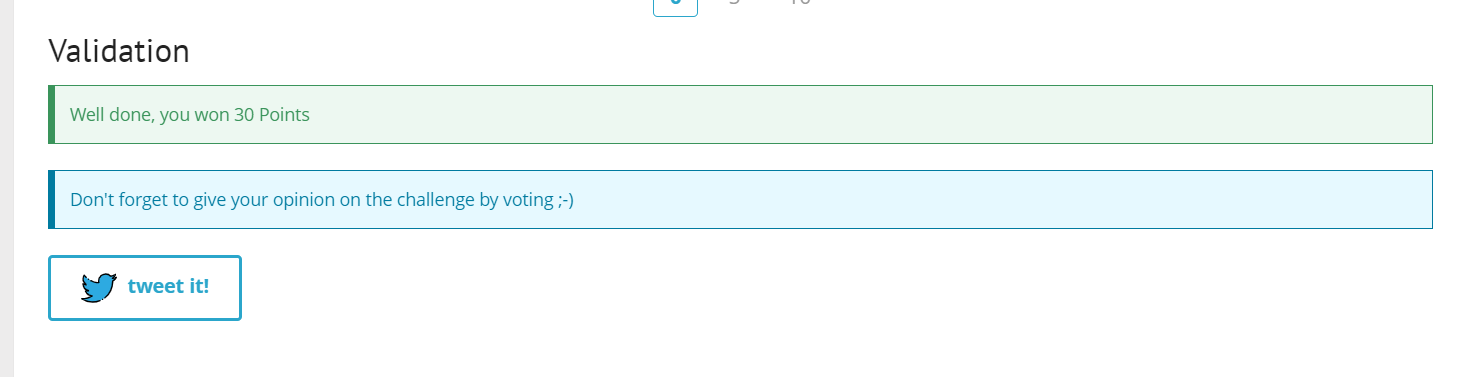 Validation
Well done, you won 30 Points
Don't forget to give your opinion on the challenge by voting ;-)
tweet it!